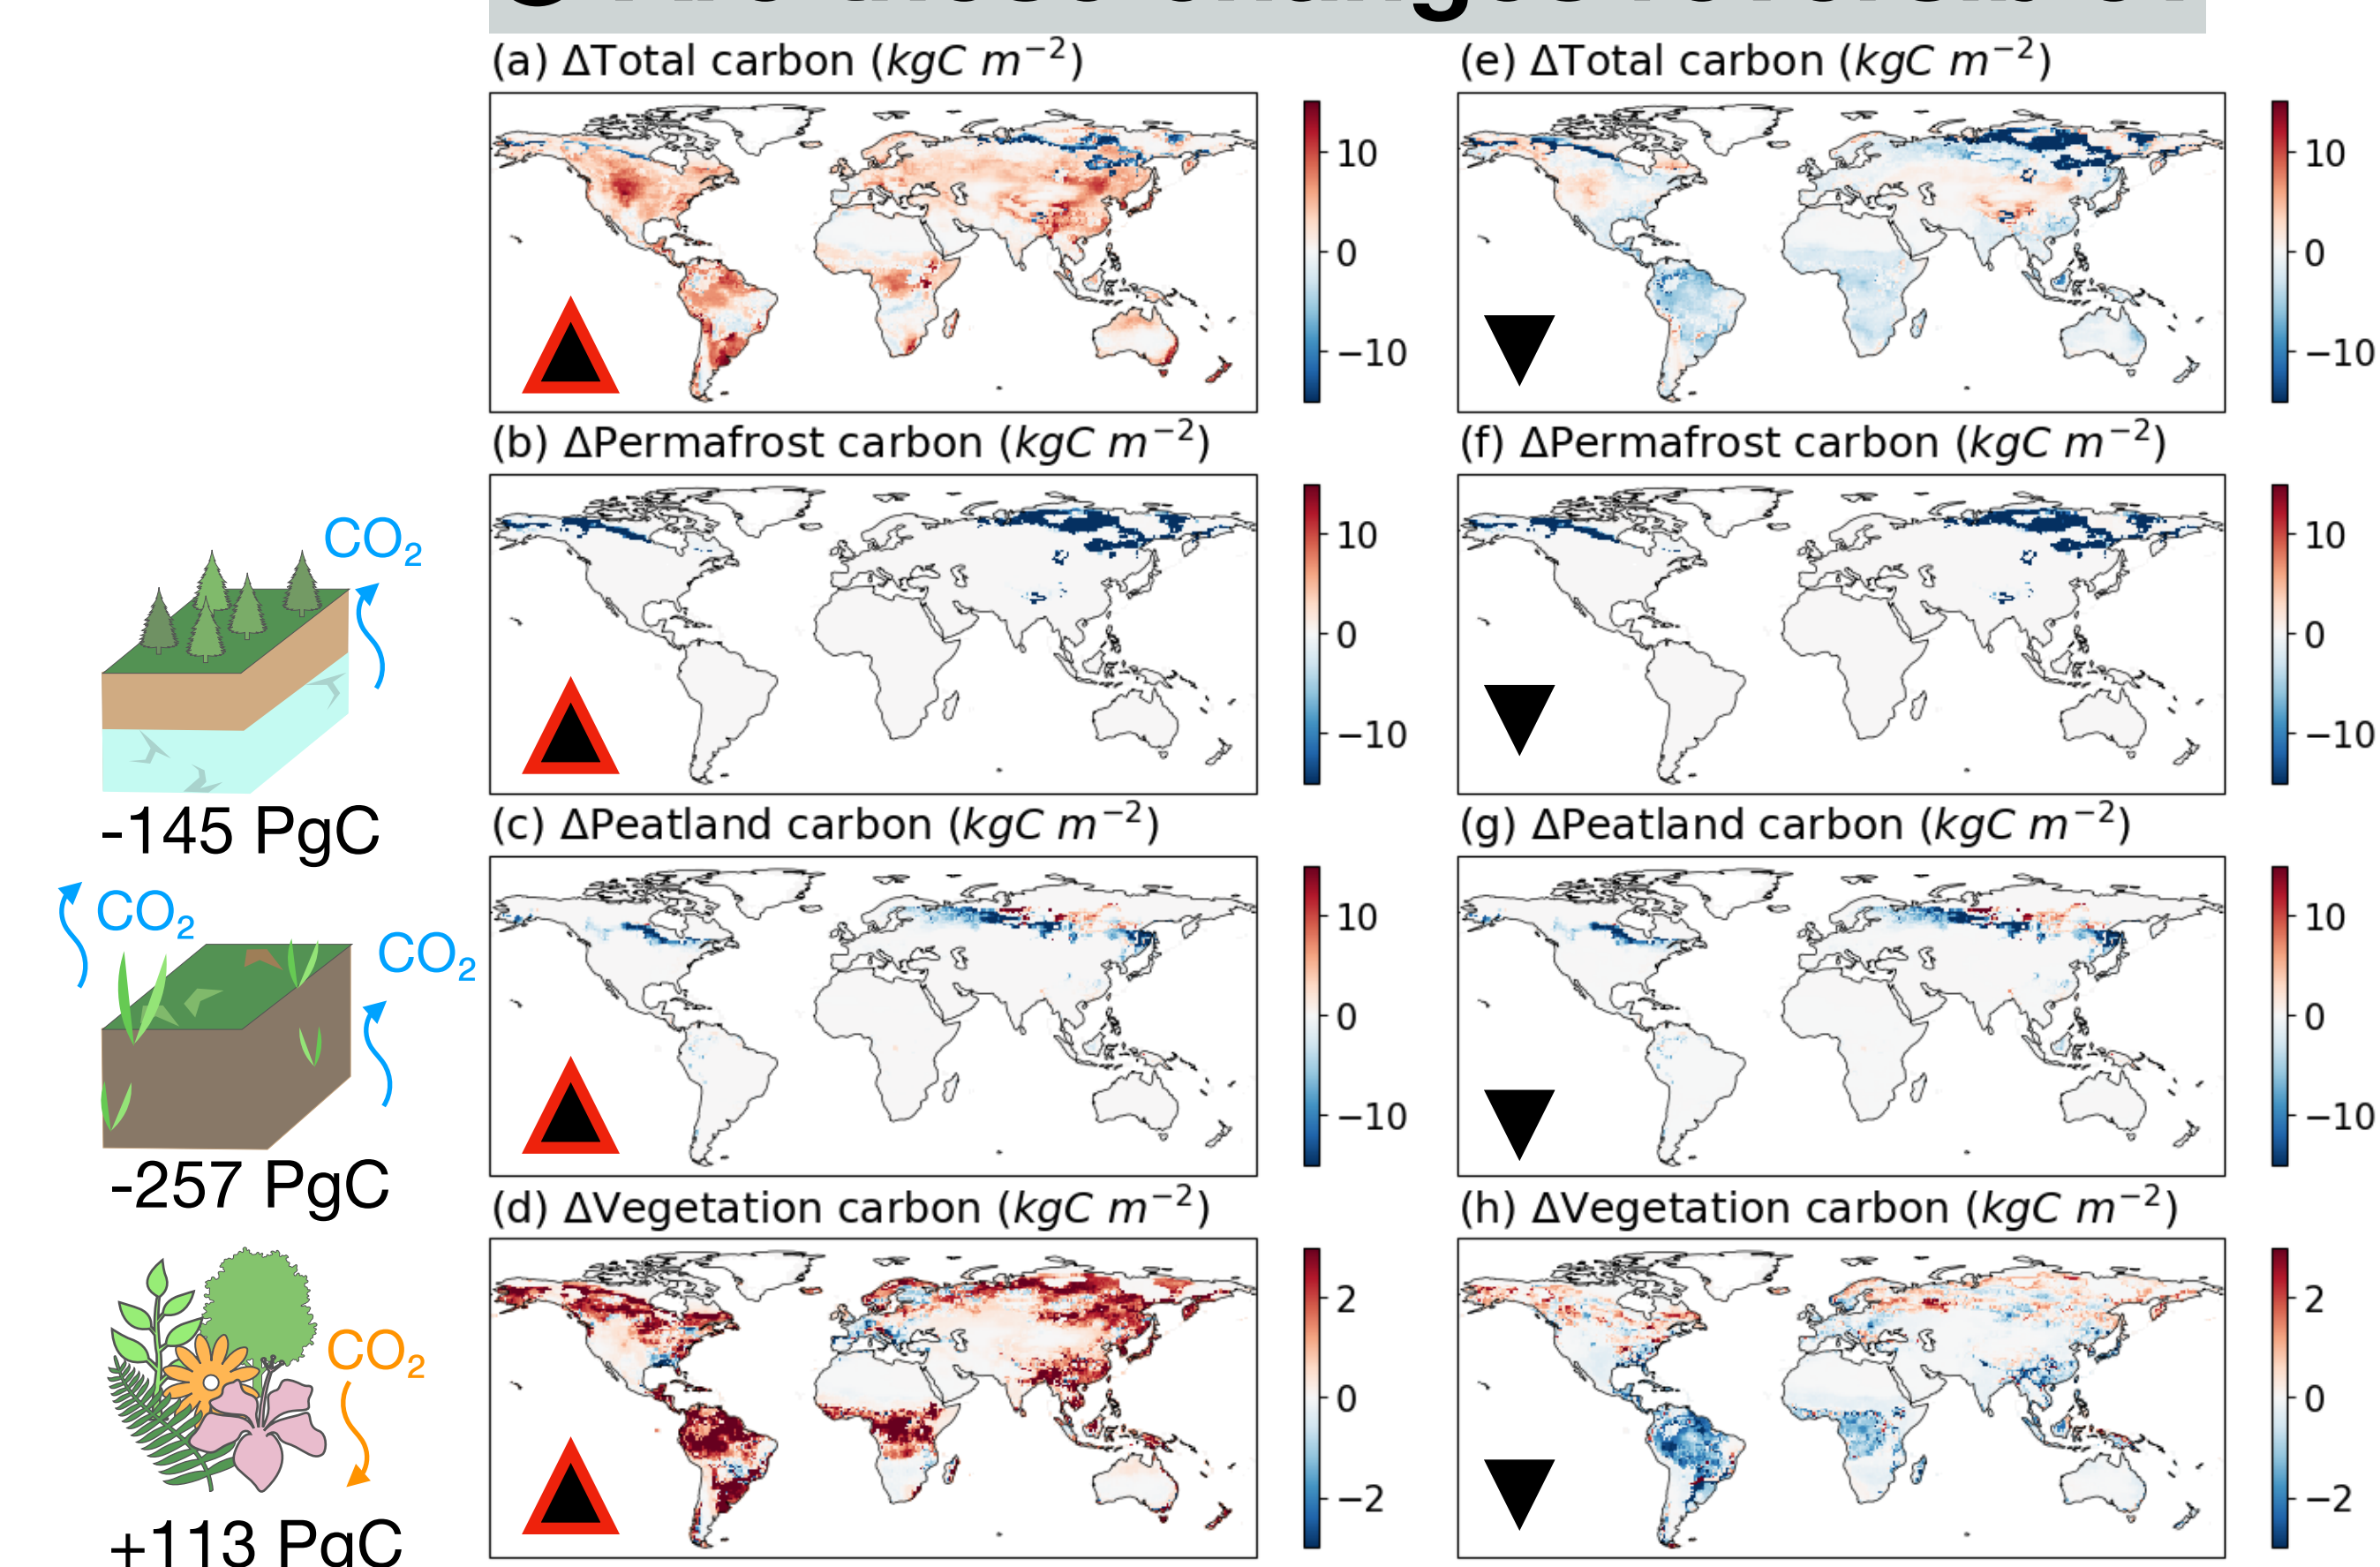 (a) ΔTotal carbon (kgC m⁻²)
10
0
−10
(e) ΔTotal carbon (kgC m⁻²)
10
0
−10
(b) ΔPermafrost carbon (kgC m⁻²)
10
0
−10
(f) ΔPermafrost carbon (kgC m⁻²)
10
0
−10
CO₂
-145 PgC
(c) ΔPeatland carbon (kgC m⁻²)
10
0
−10
(g) ΔPeatland carbon (kgC m⁻²)
10
0
−10
CO₂
CO₂
-257 PgC
(d) ΔVegetation carbon (kgC m⁻²)
2
0
−2
(h) ΔVegetation carbon (kgC m⁻²)
2
0
−2
CO₂
+113 PgC